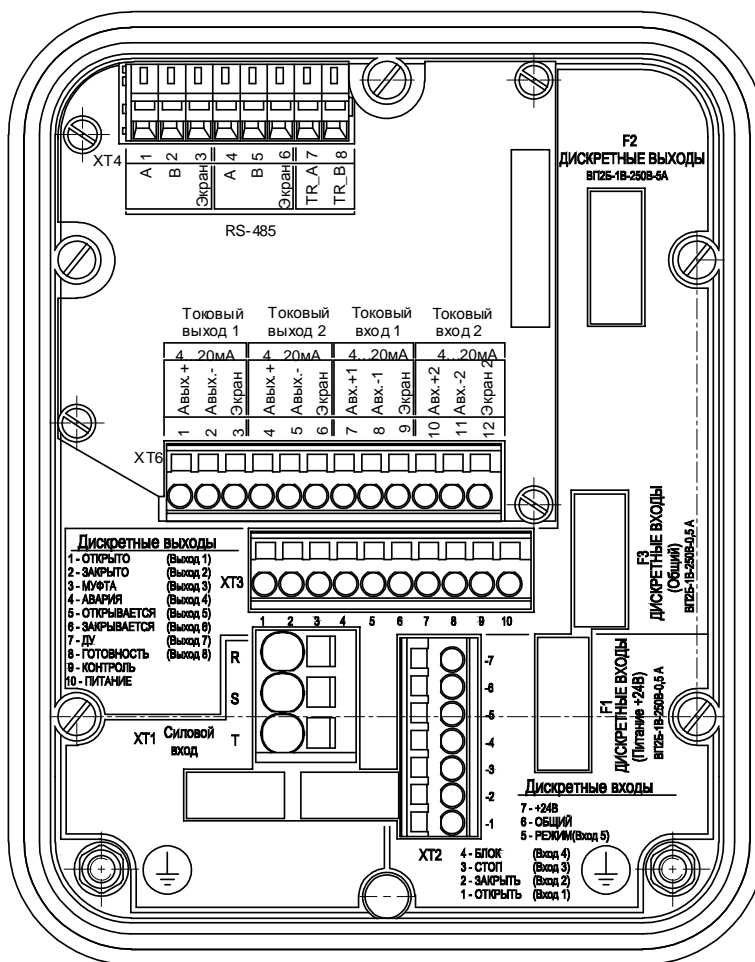 F2
ДИСКРЕТНЫЕ ВЫХОДЫ
ВП2Б-1В-250В-5А
XT4
A 1
B 2
Экран 3
A 4
B 5
Экран 6
TR_A 7
TR_B 8
RS-485
Токовый выход 1
Токовый выход 2
Токовый вход 1
Токовый вход 2
4...20мА
4...20мА
4...20мА
4...20мА
1 Авых.+
2 Авых.-
3 Экран
4 Авых.+
5 Авых.-
6 Экран
7 Авх.+1
8 Авх.-1
9 Экран
10 Авх.+2
11 Авх.-2
12 Экран 2
XT6
F3
ДИСКРЕТНЫЕ ВХОДЫ
(Общий)
ВП2Б-1В-250В-0,5 А
Дискретные выходы
1 - ОТКРЫТО (Выход 1)
2 - ЗАКРЫТО (Выход 2)
3 - МУФТА (Выход 3)
4 - АВАРИЯ (Выход 4)
5 - ОТКРЫВАЕТСЯ (Выход 5)
6 - ЗАКРЫВАЕТСЯ (Выход 6)
7 - ДУ (Выход 7)
8 - ГОТОВНОСТЬ (Выход 8)
9 - КОНТРОЛЬ
10 - ПИТАНИЕ
XT3
1 2 3 4 5 6 7 8 9 10
R
S
T
XT1 Силовой
вход
-7
-6
-5
-4
-3
-2
-1
F1
ДИСКРЕТНЫЕ ВХОДЫ
(Питание +24В)
ВП2Б-1В-250В-0,5 А
Дискретные входы
7 - +24В
6 - ОБЩИЙ
5 - РЕЖИМ(Вход 5)
XT2
4 - БЛОК (Вход 4)
3 - СТОП (Вход 3)
2 - ЗАКРЫТЬ (Вход 2)
1 - ОТКРЫТЬ (Вход 1)